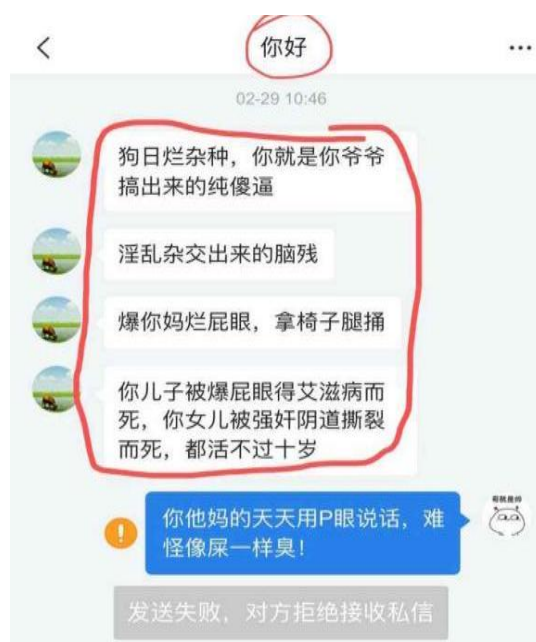 你好
02-29 10:46
狗日烂杂种，你就是你爷爷
搞出来的纯傻逼
淫乱杂交出来的脑残
爆你妈烂屁眼，拿椅子腿捅
你儿子被爆屁眼得艾滋病而
死，你女儿被强奸阴道撕裂
而死，都活不过十岁
你他妈的天天用P眼说话，难
怪像屎一样臭！
发送失败，对方拒绝接收私信